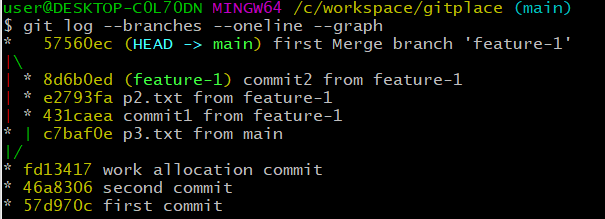 user@DESKTOP-C0L70DN MINGW64 /c/workspace/gitplace (main)
$ git log --branches --oneline --graph
*   57560ec (HEAD -> main) first Merge branch 'feature-1'
|\
| * 8d6b0ed (feature-1) commit2 from feature-1
| * e2793fa p2.txt from feature-1
| * 431caea commit1 from feature-1
* | c7baf0e p3.txt from main
|/
* fd13417 work allocation commit
* 46a8306 second commit
* 57d970c first commit